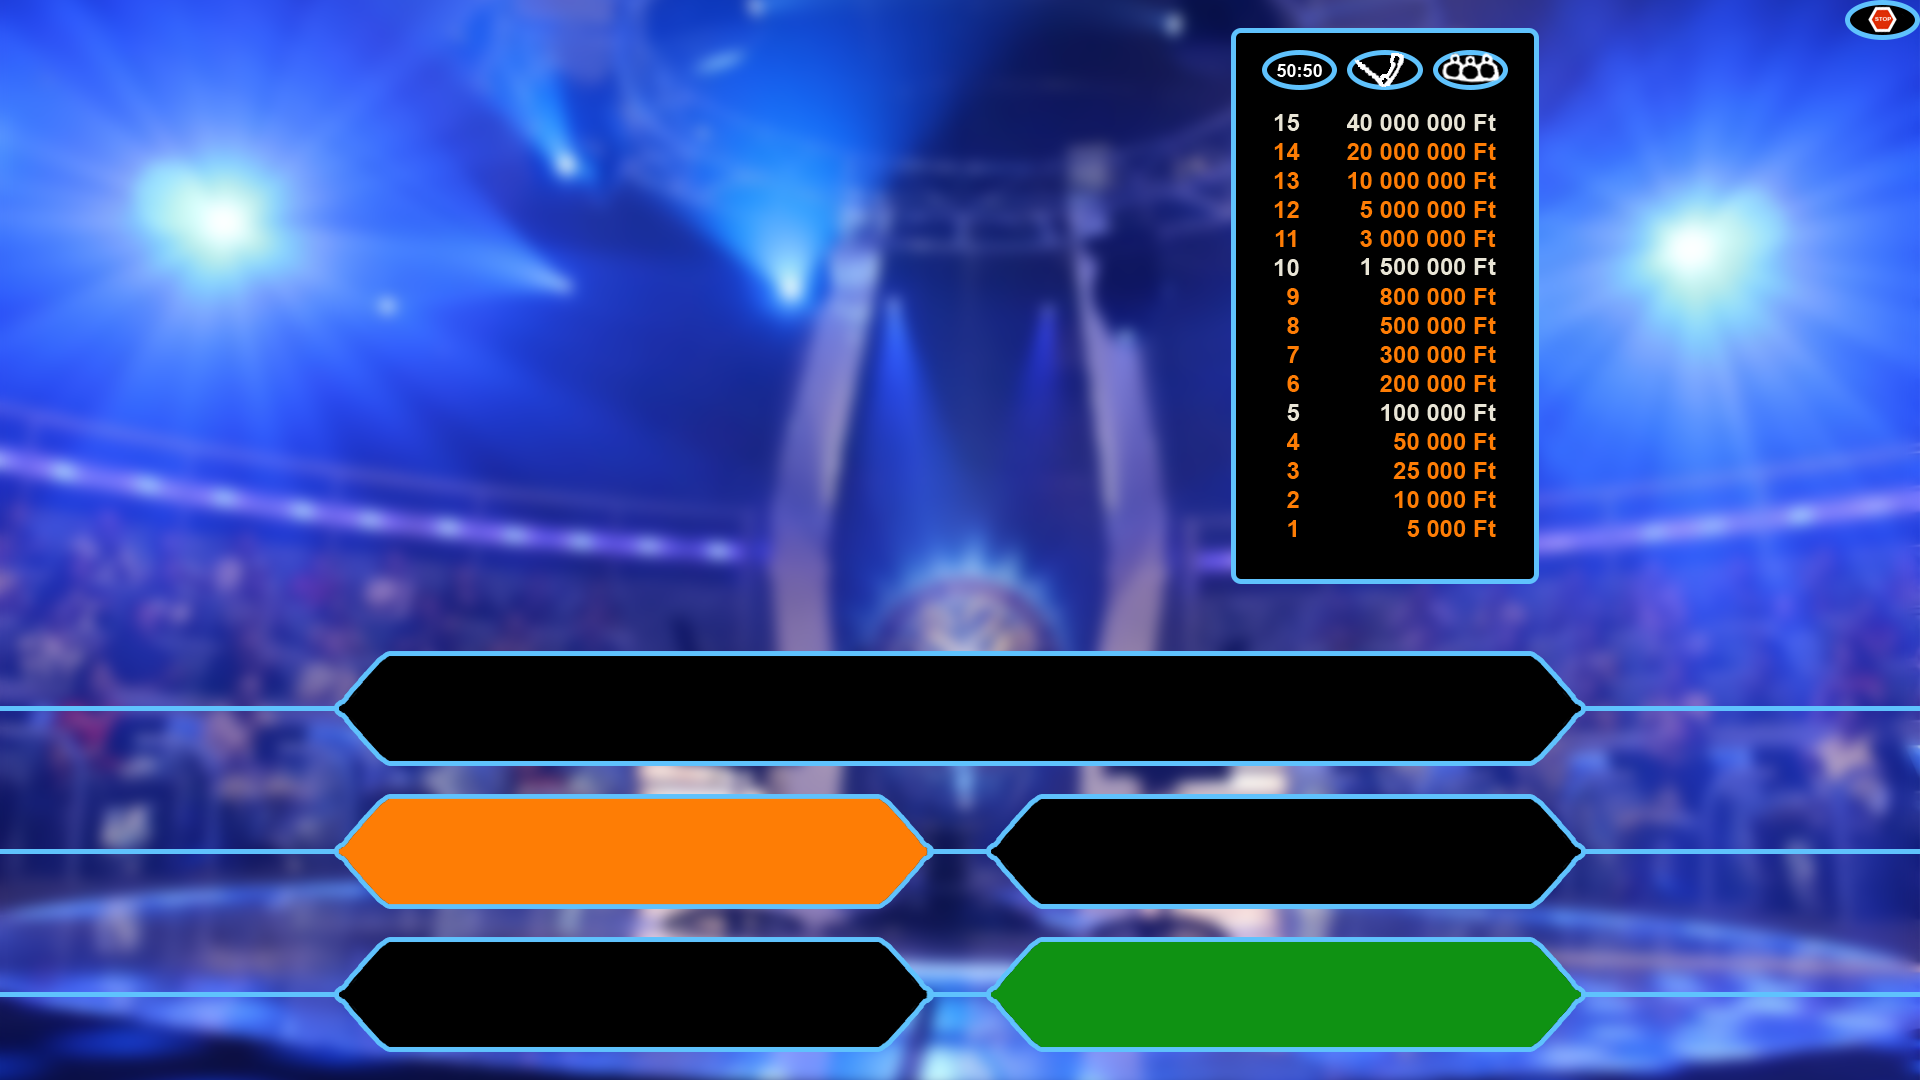 STOP
50:50
15 40 000 000 Ft
14 20 000 000 Ft
13 10 000 000 Ft
12 5 000 000 Ft
11 3 000 000 Ft
10 1 500 000 Ft
9 800 000 Ft
8 500 000 Ft
7 300 000 Ft
6 200 000 Ft
5 100 000 Ft
4 50 000 Ft
3 25 000 Ft
2 10 000 Ft
1 5 000 Ft